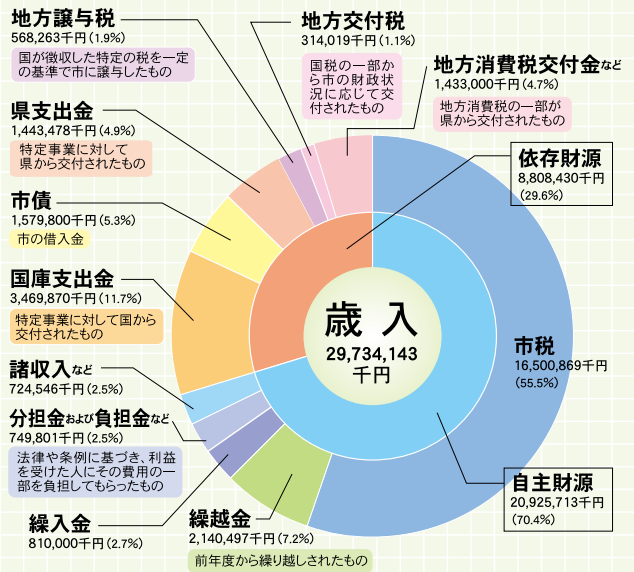 地方譲与税
568,263千円(1.9%)
国が徴収した特定の税を一定
の基準で市に譲与したもの
地方交付税
314,019千円(1.1%)
国税の一部か
ら市の財政状
況に応じて交
付されたもの
地方消費税交付金など
1,433,000千円(4.7%)
地方消費税の一部が
県から交付されたもの
県支出金
1,443,478千円(4.9%)
特定事業に対して
県から交付されたもの
依存財源
8,808,430千円
(29.6%)
市債
1,579,800千円(5.3%)
市の借入金
国庫支出金
3,469,870千円(11.7%)
特定事業に対して国から
交付されたもの
歳入
29,734,143
千円
市税
16,500,869千円
(55.5%)
諸収入など
724,546千円(2.5%)
分担金および負担金など
749,801千円(2.5%)
法律や条例に基づき、利益
を受けた人にその費用の一
部を負担してもらったもの
自主財源
20,925,713千円
(70.4%)
繰入金
810,000千円(2.7%)
繰越金
2,140,497千円(7.2%)
前年度から繰り越しされたもの